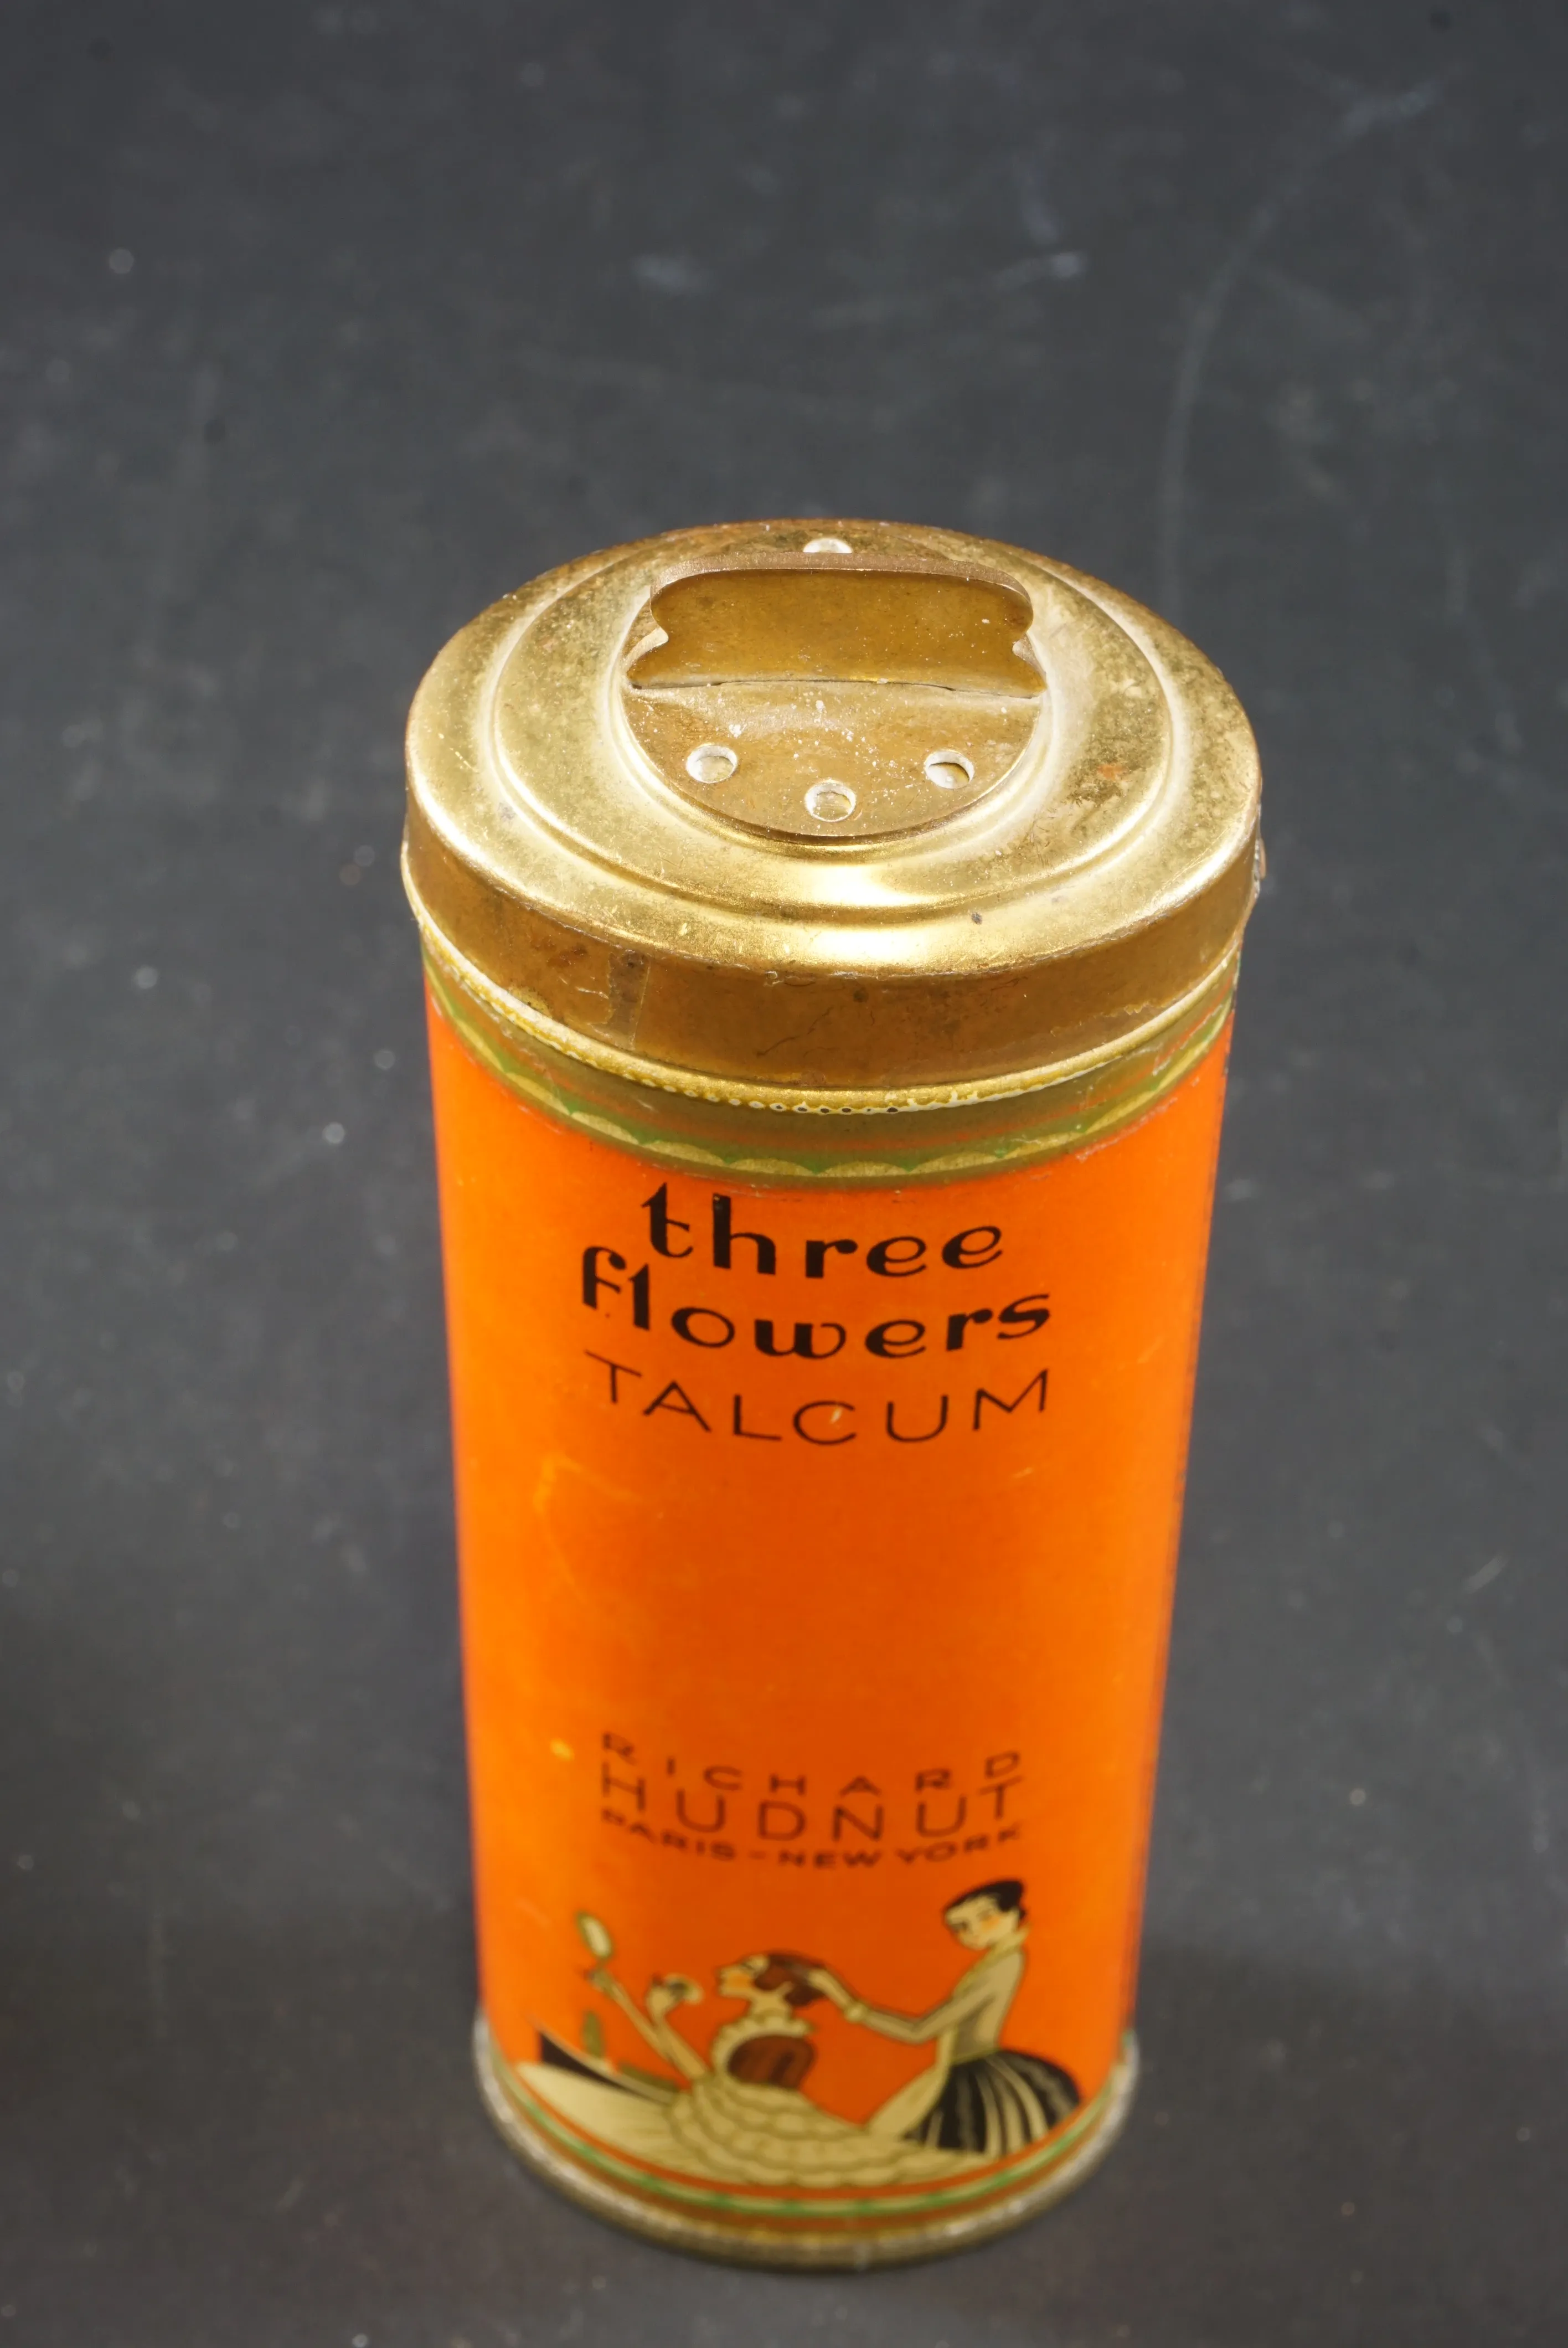 three
flowers
TALCUM
RICHARD
HUDNUT
PARIS - NEW YORK